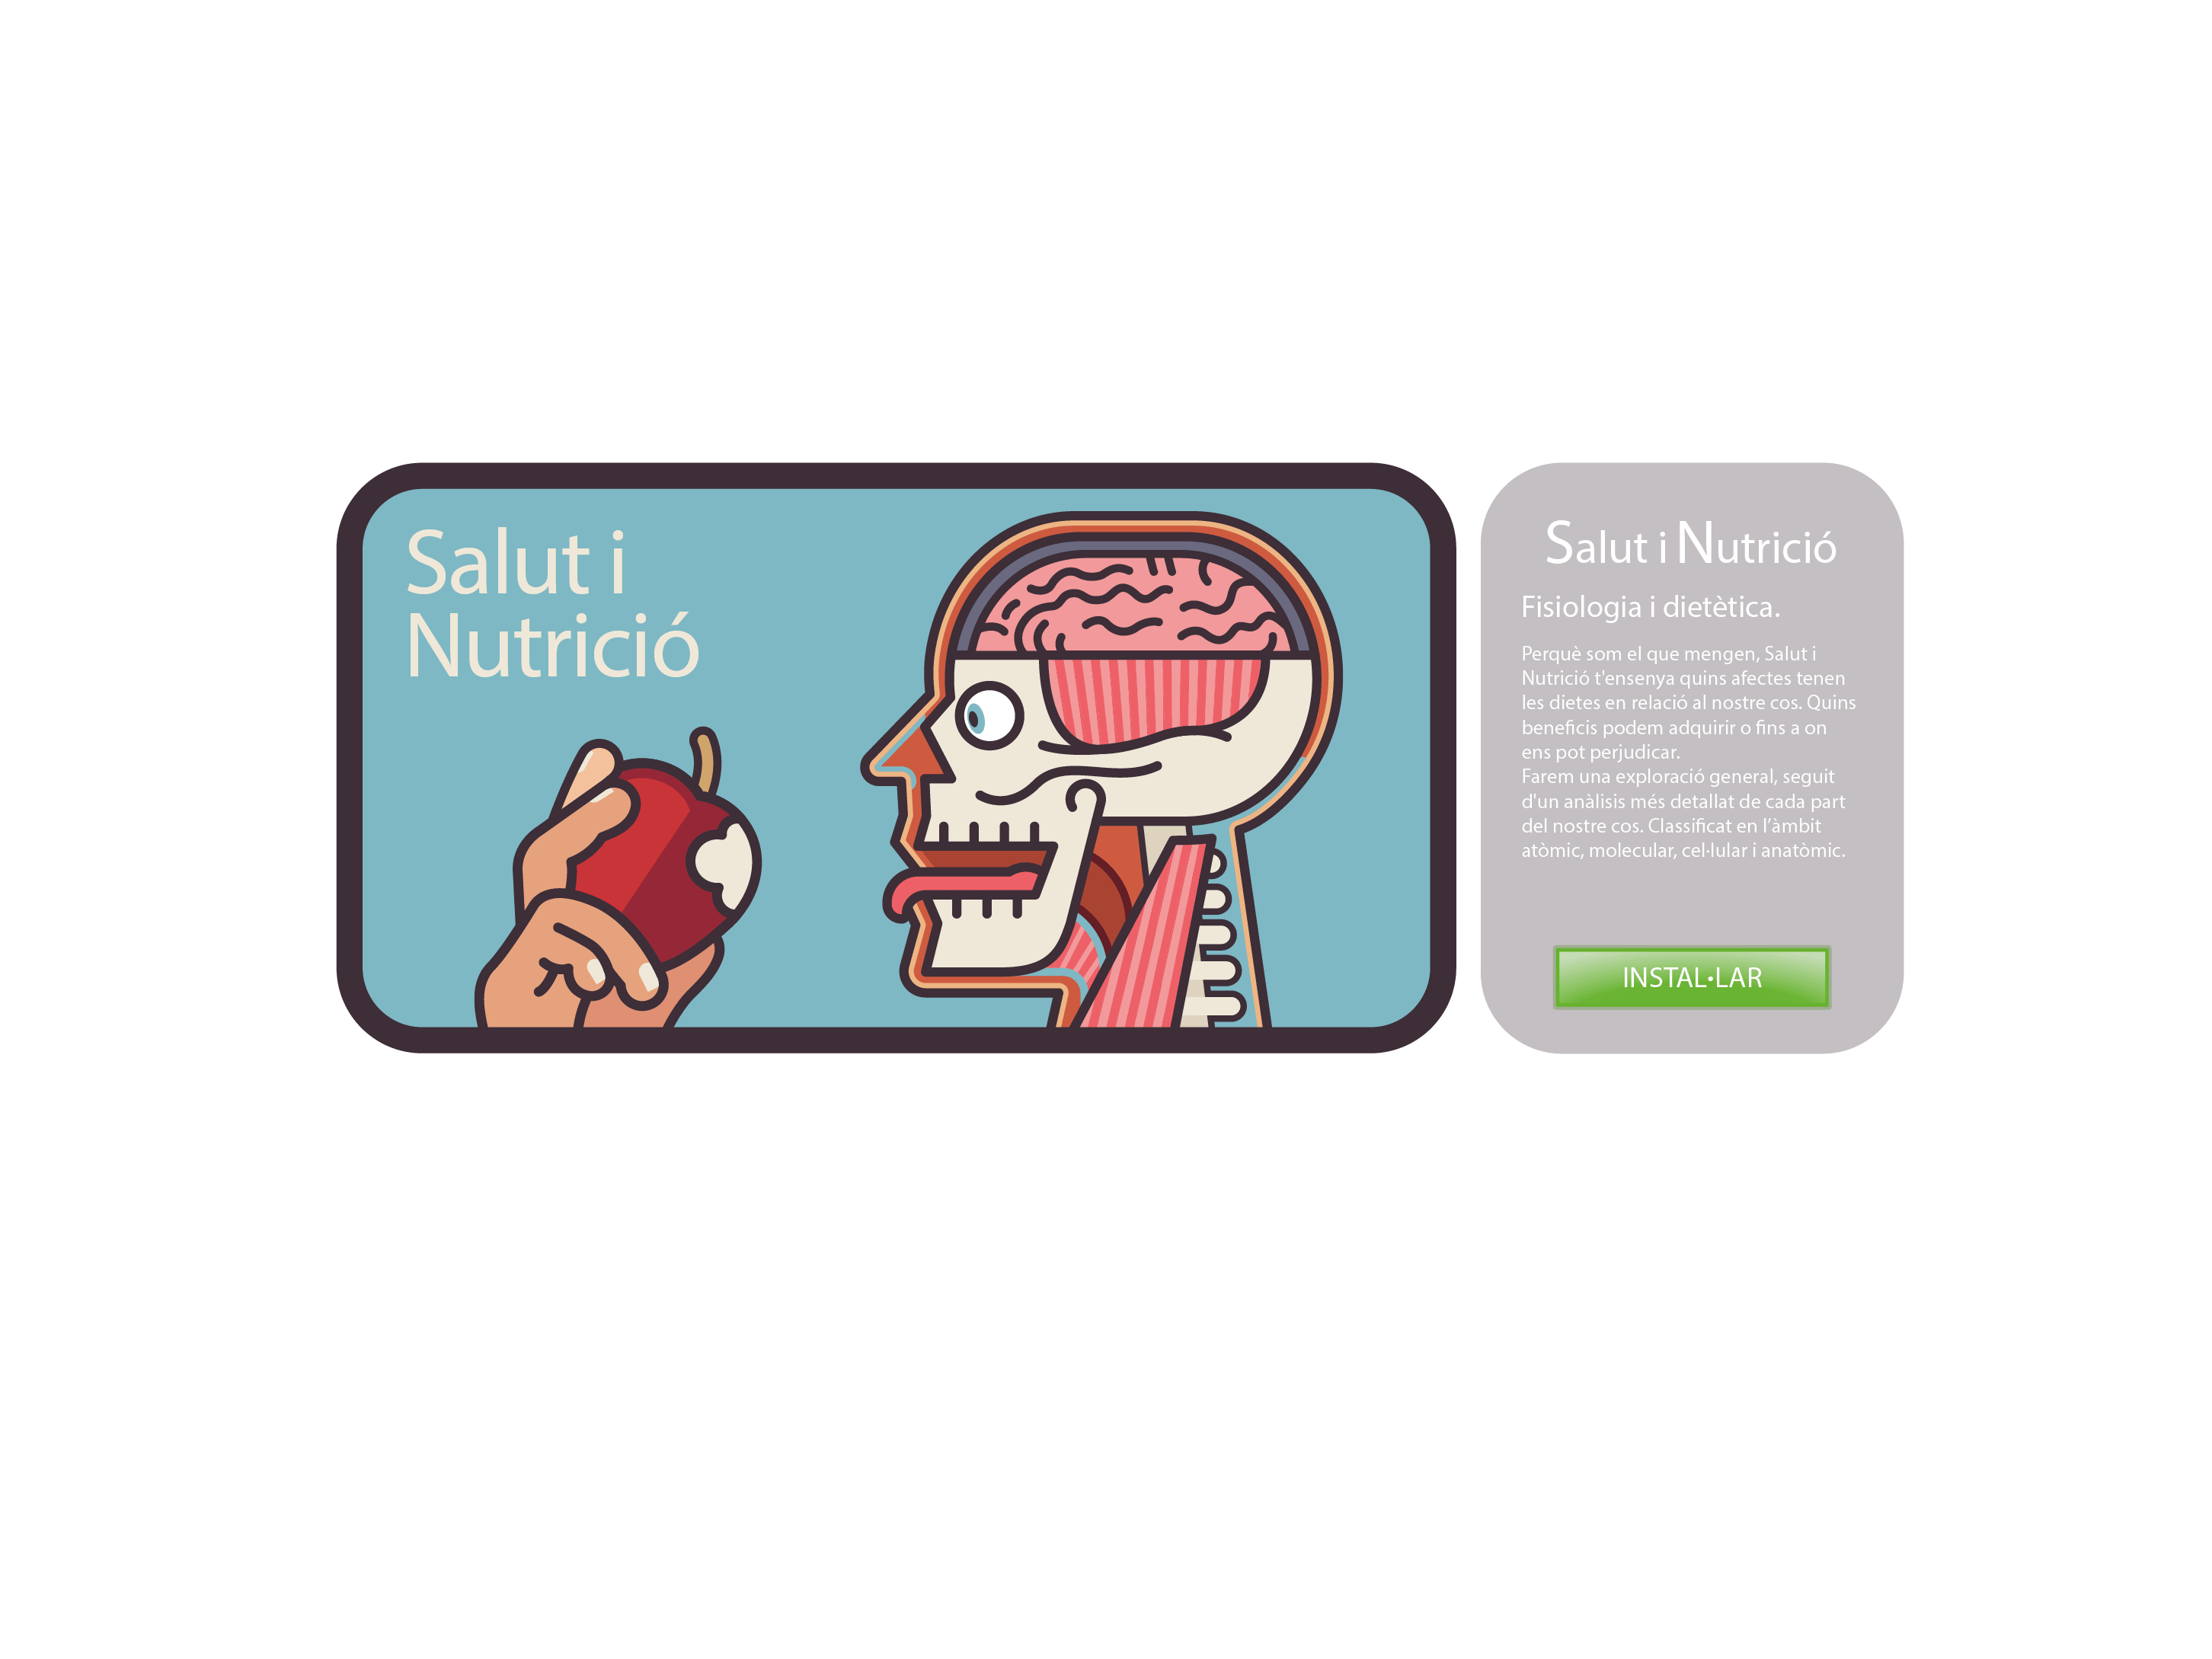 Salut i
Nutrició
Salut i Nutrició
Fisiologia i dietètica.
Perquè som el que mengen, Salut i
Nutrició t'ensenya quins afectes tenen
les dietes en relació al nostre cos. Quins
beneficis podem adquirir o fins a on
ens pot perjudicar.
Farem una exploració general, seguit
d'un anàlisis més detallat de cada part
del nostre cos. Classificat en l’àmbit
atòmic, molecular, cel·lular i anatòmic.
INSTAL·LAR